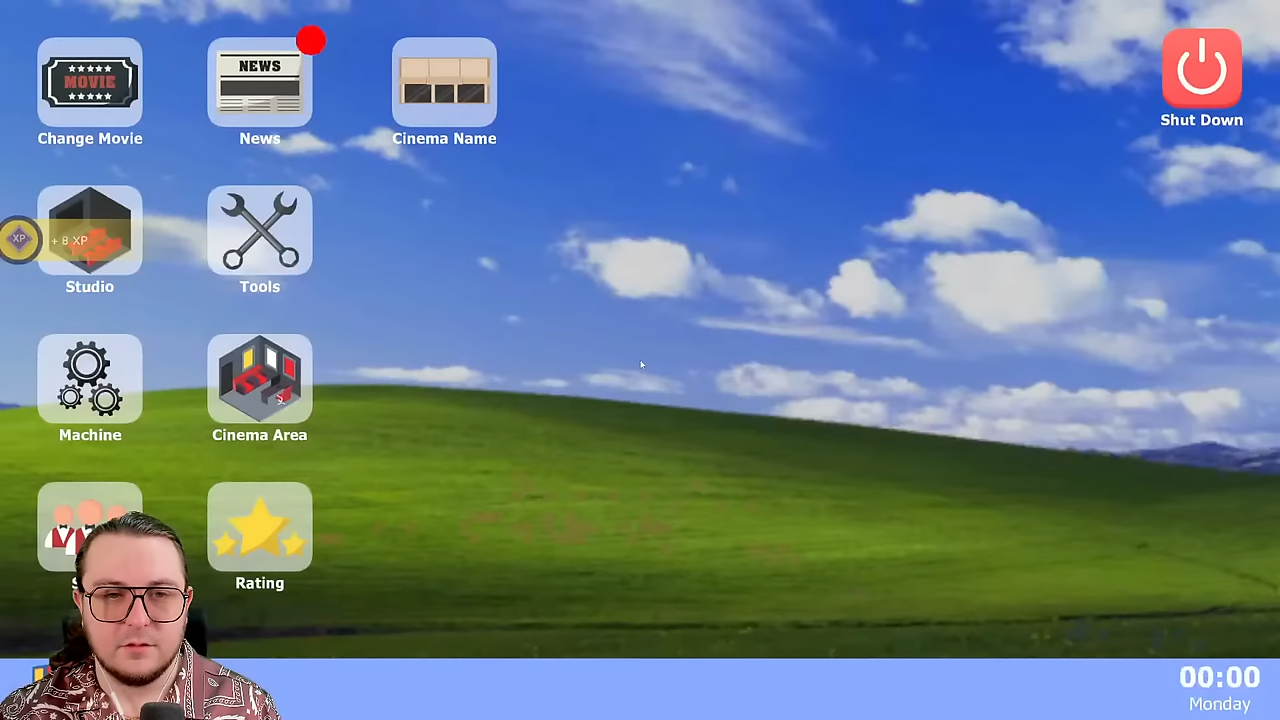 MOVIE
Change Movie
NEWS
News
Cinema Name
Shut Down
XP
+ 8 XP
Studio
Tools
Machine
Cinema Area
Rating
00:00
Monday